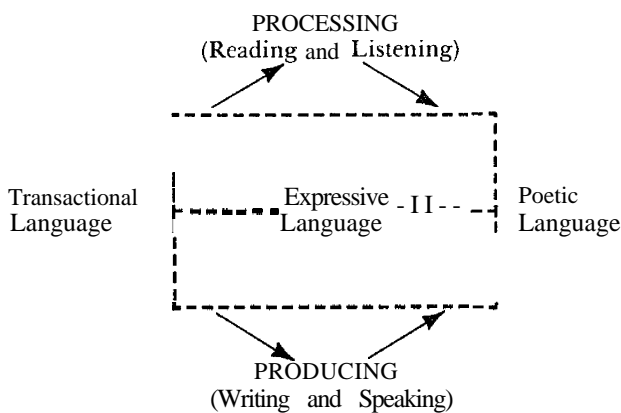 PROCESSING
(Reading and Listening)
Transactional Expressive - I I - - Poetic
Language Language Language
PRODUCING
(Writing and Speaking)